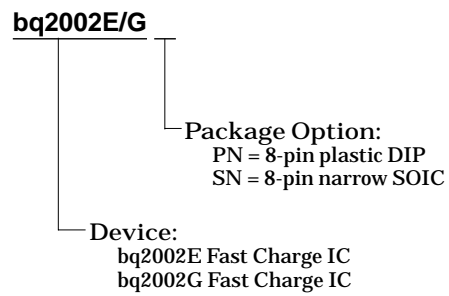 bq2002E/G
Package Option:
PN = 8-pin plastic DIP
SN = 8-pin narrow SOIC
Device:
bq2002E Fast Charge IC
bq2002G Fast Charge IC